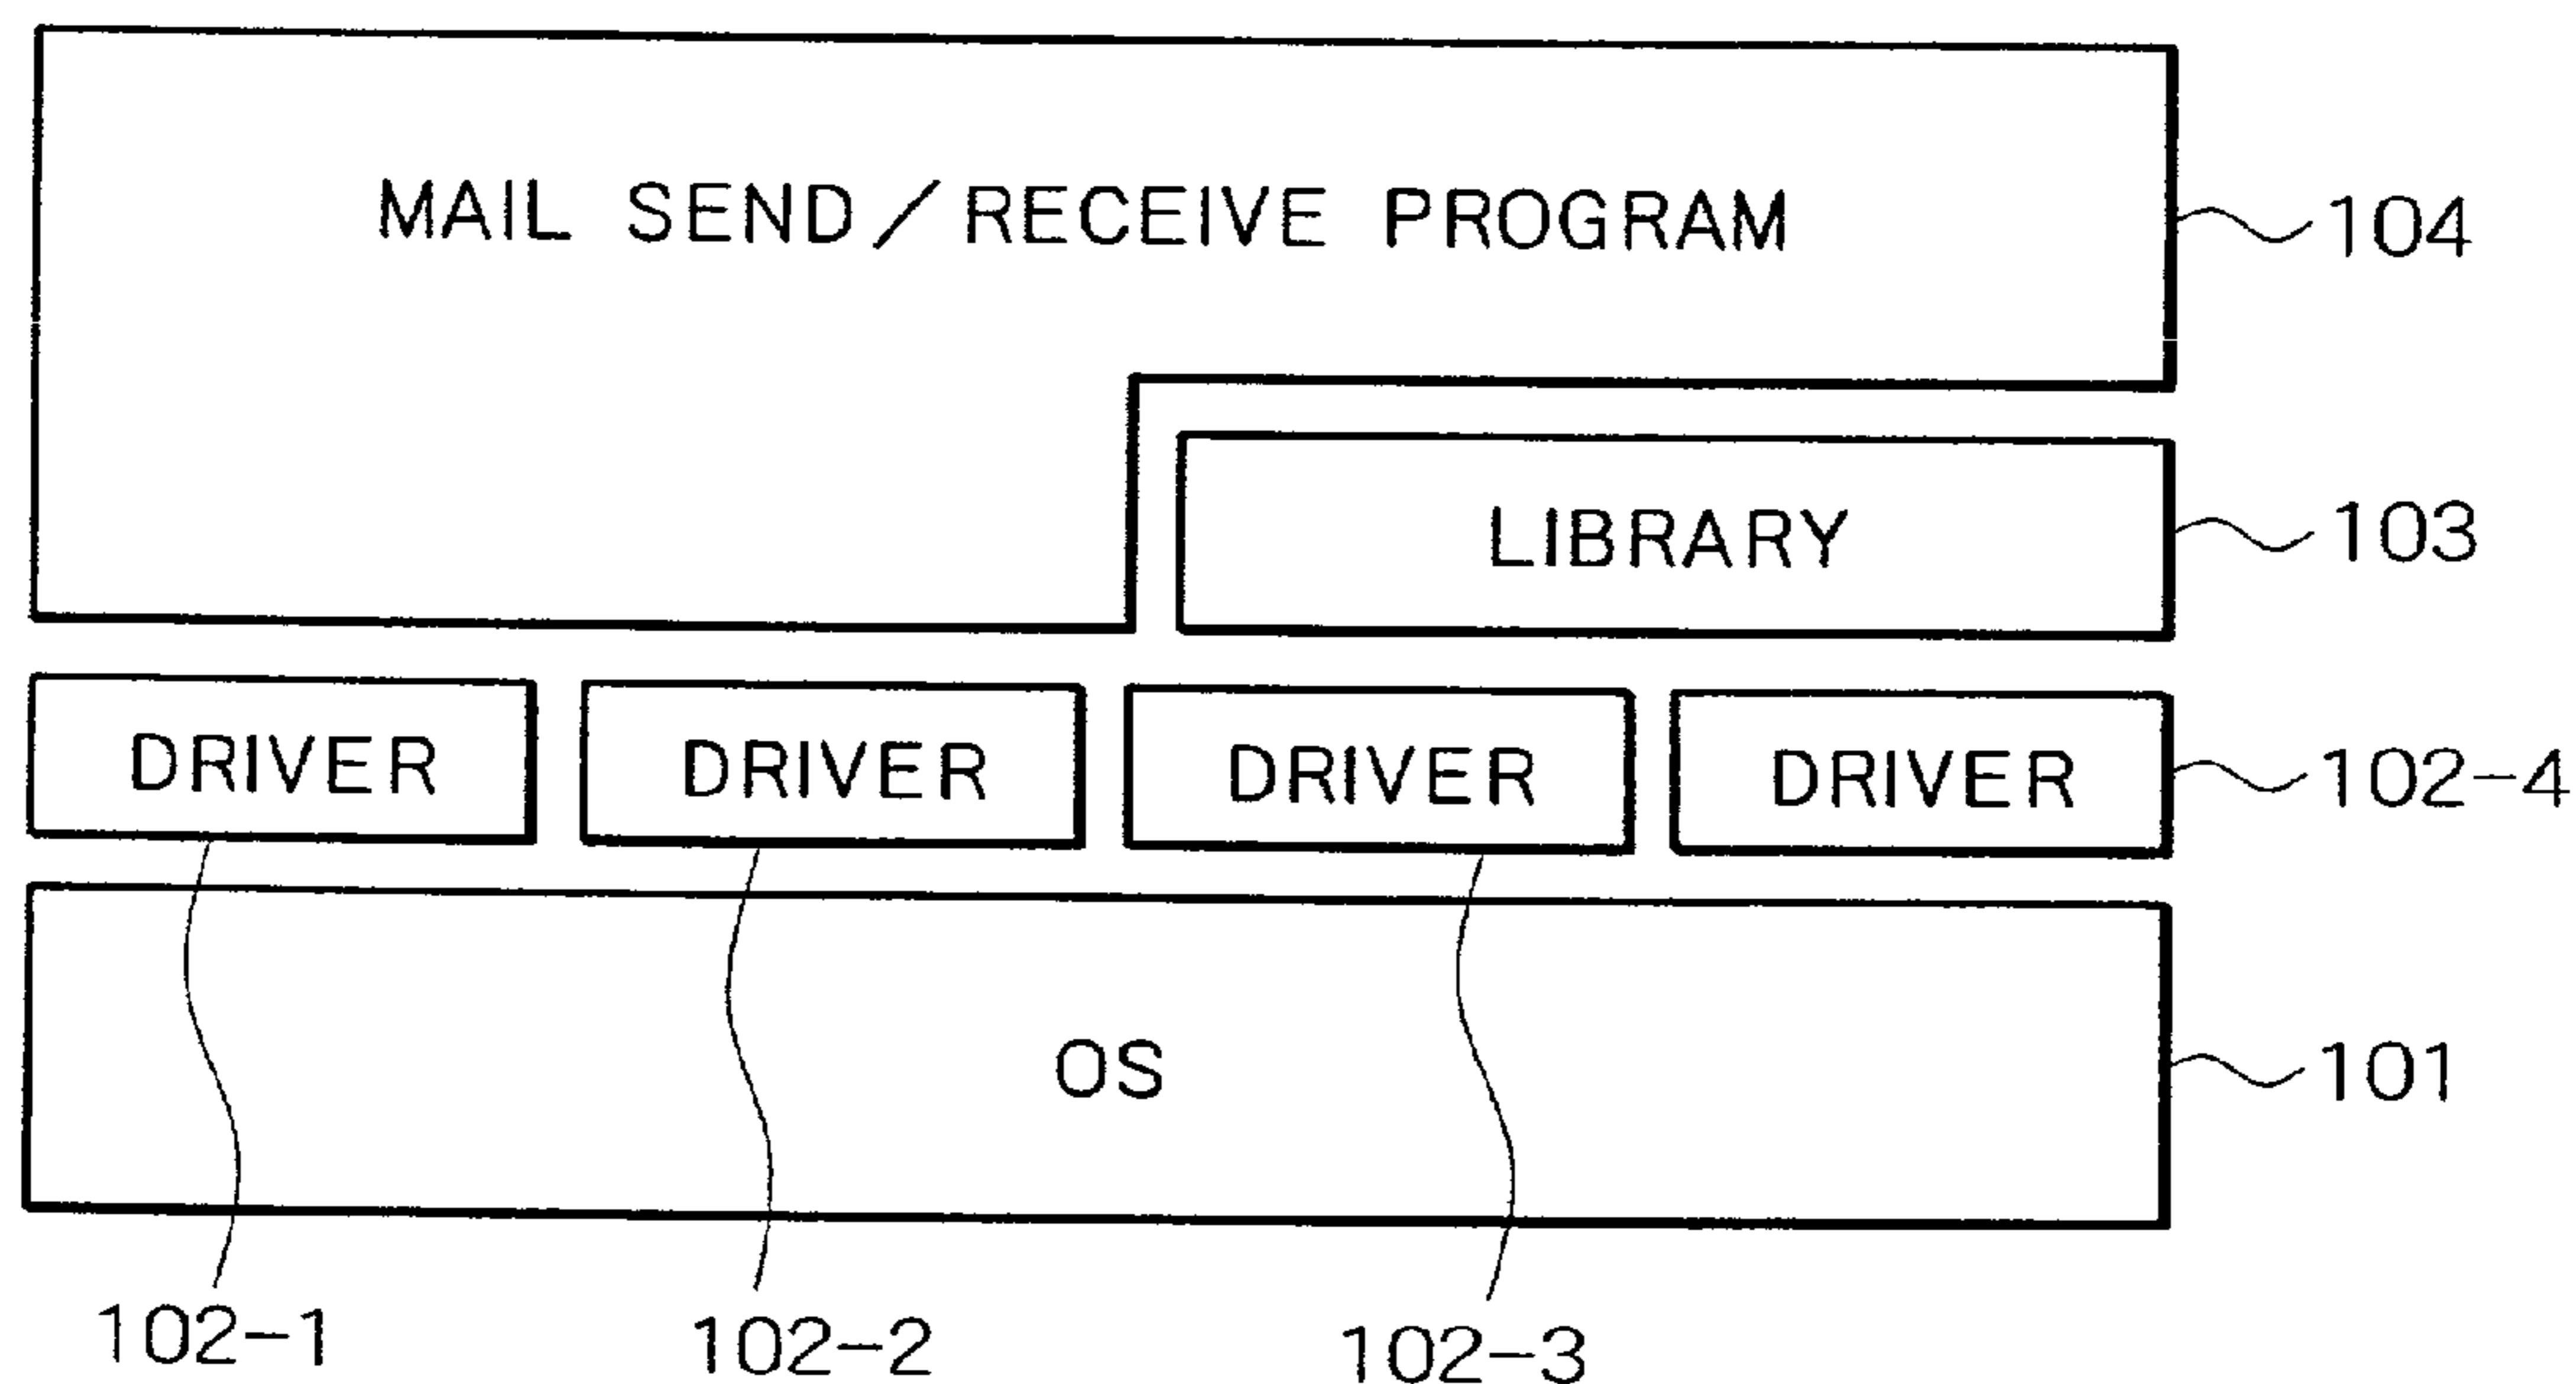 MAIL SEND/RECEIVE PROGRAM
104
LIBRARY
103
DRIVER DRIVER DRIVER DRIVER
102-4
OS
101
102-1 102-2 102-3